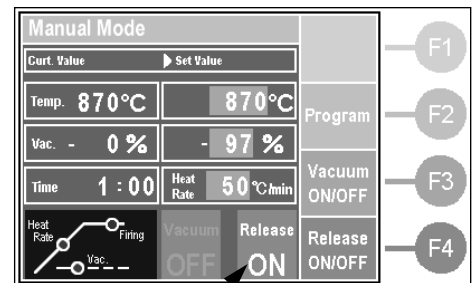 Manual Mode
Curt. Value Set Value
Temp. 870°C 870°C
Vac. - 0 % - 97 %
Time 1 : 00 Heat Rate 50 °C/min
Heat Rate Firing Vac.
Vacuum OFF
Release ON
Program
Vacuum ON/OFF
Release ON/OFF
F1
F2
F3
F4